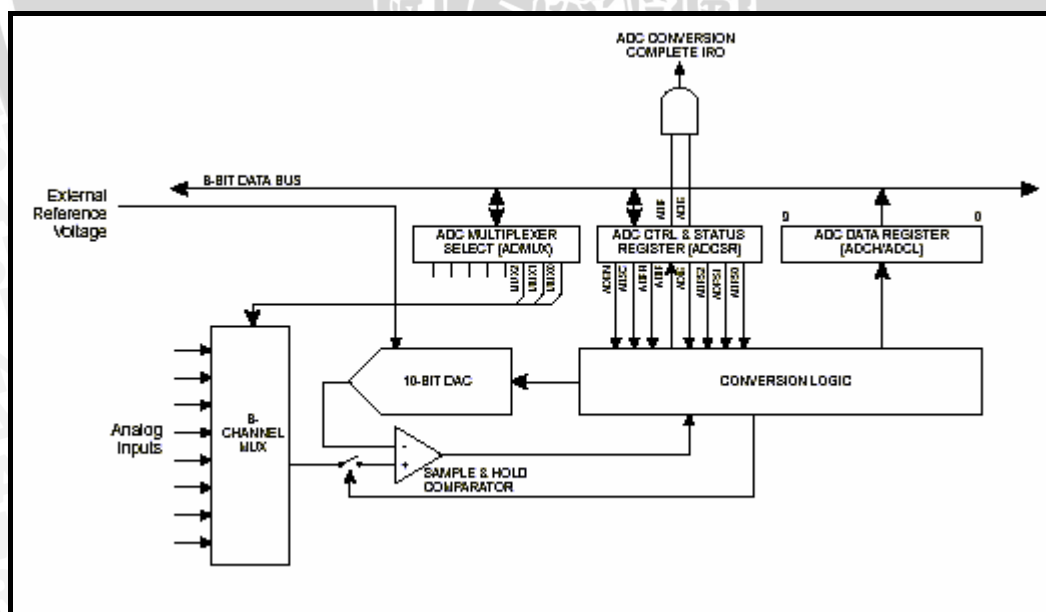 ADC CONVERSION
COMPLETE IRQ
8-BIT DATA BUS
External
Reference
Voltage
ADIF
ADIE
9
0
ADC MULTIPLEXER
SELECT (ADMUX)
ADC CTRL & STATUS
REGISTER (ADCSR)
ADC DATA REGISTER
(ADCH/ADCL)
MUX2
MUX1
MUX0
ADEN
ADSC
ADFR
ADIF
ADIE
ADPS2
ADPS1
ADPS0
10-BIT DAC
CONVERSION LOGIC
Analog
Inputs
8-
CHANNEL
MUX
-
+
SAMPLE & HOLD
COMPARATOR